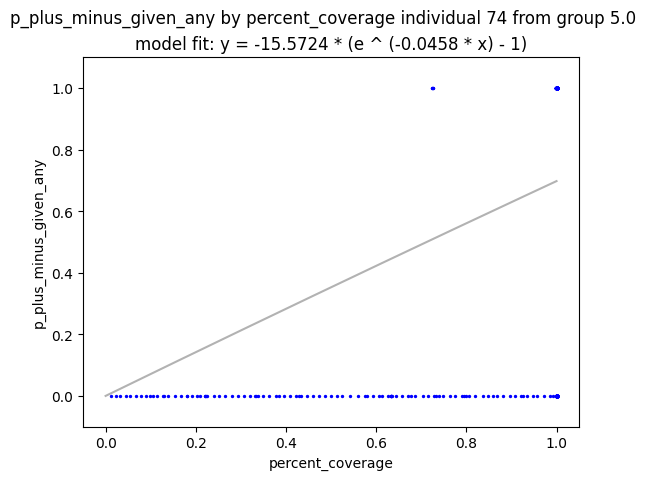 p_plus_minus_given_any by percent_coverage individual 74 from group 5.0
model fit: y = -15.5724 * (e ^ (-0.0458 * x) - 1)
1.0
0.8
0.6
0.4
0.2
0.0
p_plus_minus_given_any
0.0 0.2 0.4 0.6 0.8 1.0
percent_coverage